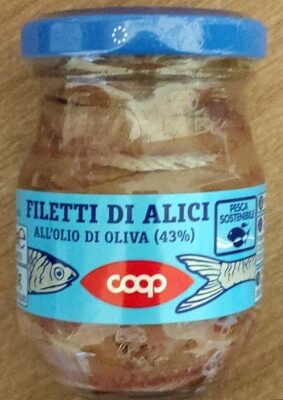 FILETTI DI ALICI
ALL'OLIO DI OLIVA (43%)
PESCA
SOSTENIBILE
coop